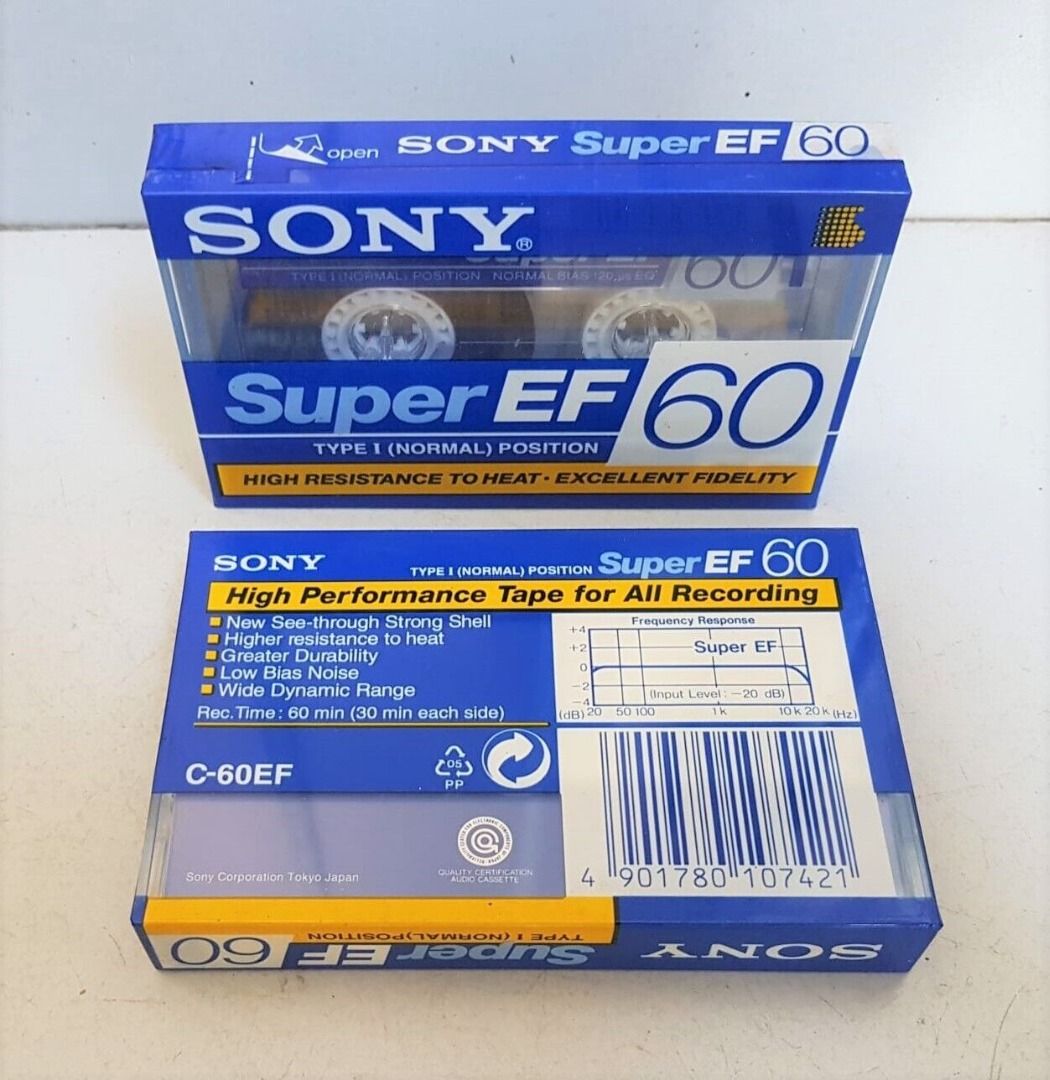 open SONY Super EF 60
SONY®
Super EF 60
TYPE I (NORMAL) POSITION NORMAL BIAS 120µs EQ
Super EF 60
TYPE I (NORMAL) POSITION
HIGH RESISTANCE TO HEAT · EXCELLENT FIDELITY
SONY TYPE I (NORMAL) POSITION Super EF 60
High Performance Tape for All Recording
New See-through Strong Shell
Higher resistance to heat
Greater Durability
Low Bias Noise
Wide Dynamic Range
Rec. Time: 60 min (30 min each side)
Frequency Response
+4
+2
0
−2
−4
Super EF
(Input Level: −20 dB)
(dB) 20 50 100 1k 10k 20k (Hz)
C-60EF
05
PP
Sony Corporation Tokyo Japan
QUALITY CERTIFICATION
AUDIO CASSETTE
4 901780 107421
SONY Super EF 60
TYPE I (NORMAL) POSITION